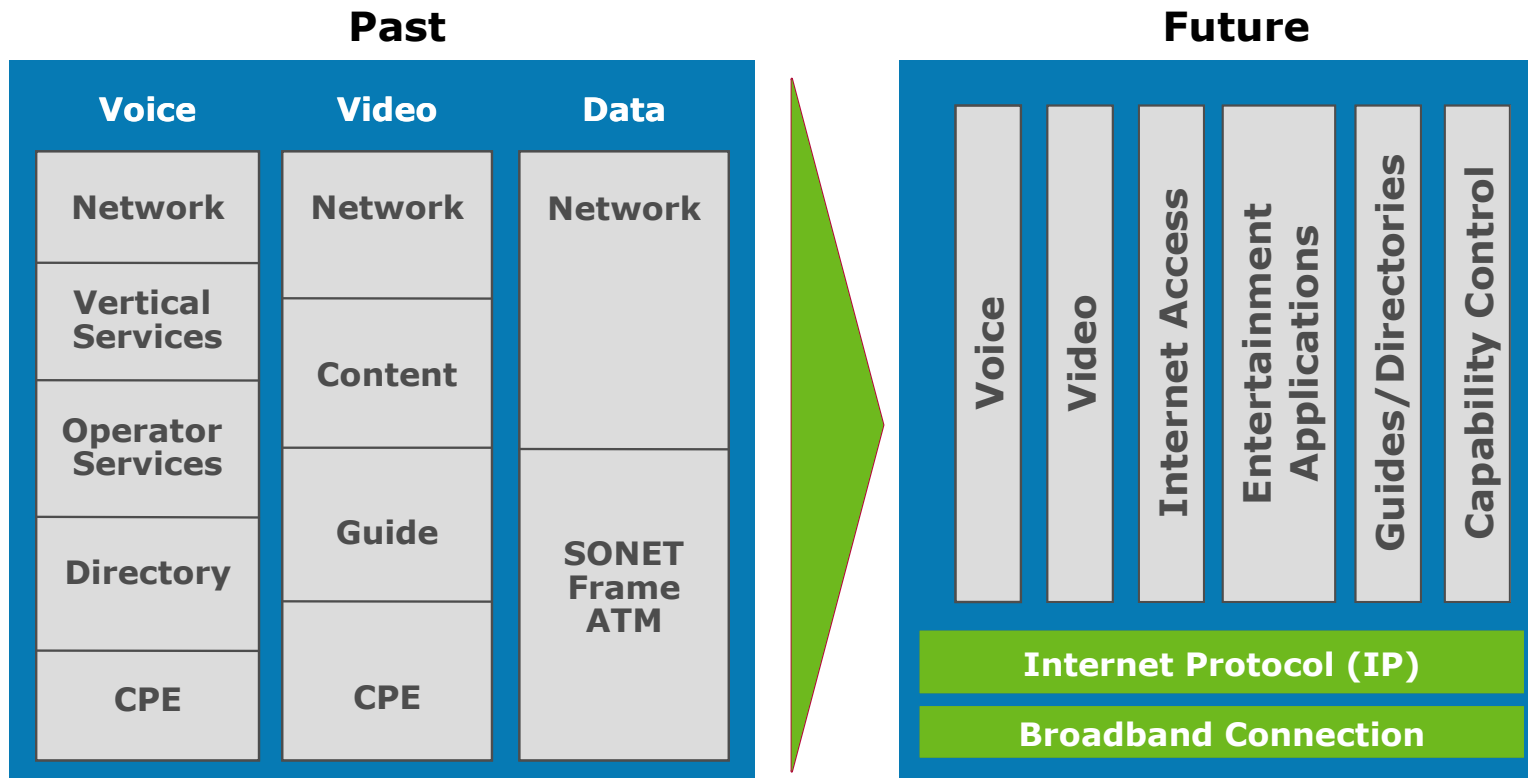 Past
Voice
Network
Vertical
Services
Operator
Services
Directory
CPE
Video
Network
Content
Guide
CPE
Data
Network
SONET
Frame
ATM
Future
Voice
Video
Internet Access
Entertainment
Applications
Guides/Directories
Capability Control
Internet Protocol (IP)
Broadband Connection